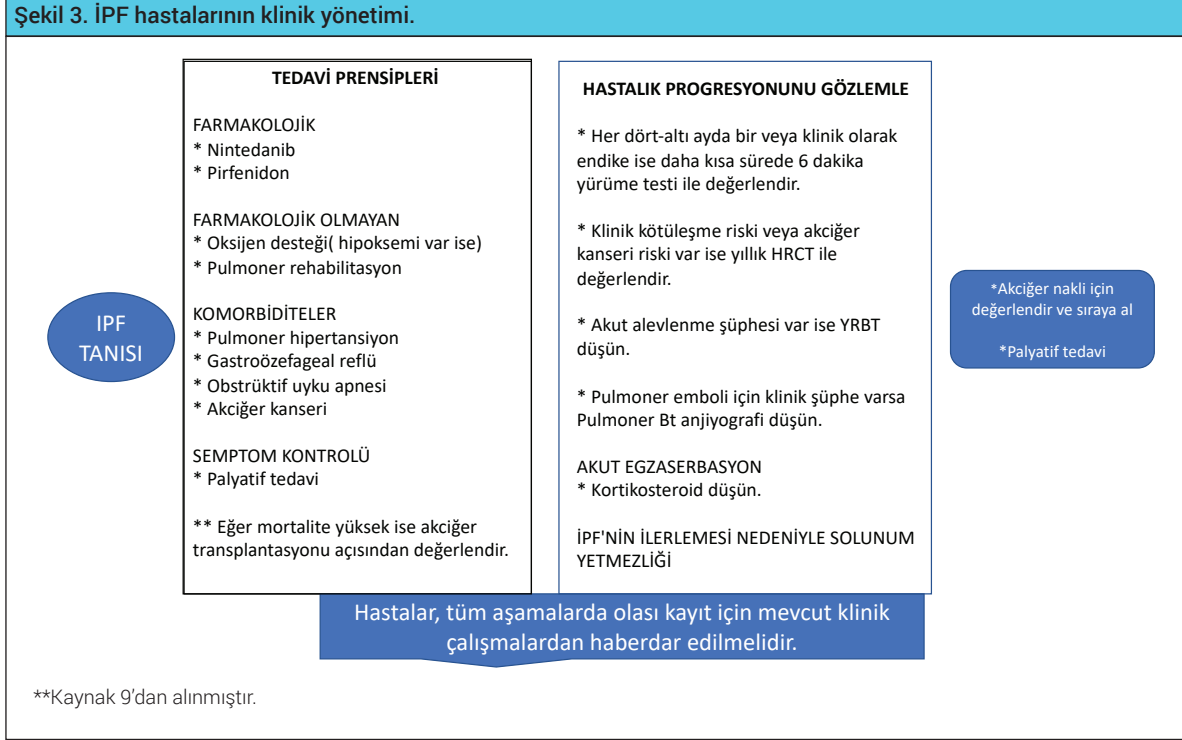 Şekil 3. İPF hastalarının klinik yönetimi.
IPF
TANISI
TEDAVİ PRENSİPLERİ
FARMAKOLOJİK
* Nintedanib
* Pirfenidon
FARMAKOLOJİK OLMAYAN
* Oksijen desteği( hipoksemi var ise)
* Pulmoner rehabilitasyon
KOMORBİDİTELER
* Pulmoner hipertansiyon
* Gastroözefageal reflü
* Obstrüktif uyku apnesi
* Akciğer kanseri
SEMPTOM KONTROLÜ
* Palyatif tedavi
** Eğer mortalite yüksek ise akciğer
transplantasyonu açısından değerlendir.
HASTALIK PROGRESYONUNU GÖZLEMLE
* Her dört-altı ayda bir veya klinik olarak
endike ise daha kısa sürede 6 dakika
yürüme testi ile değerlendir.
* Klinik kötüleşme riski veya akciğer
kanseri riski var ise yıllık HRCT ile
değerlendir.
* Akut alevlenme şüphesi var ise YRBT
düşün.
* Pulmoner emboli için klinik şüphe varsa
Pulmoner Bt anjiyografi düşün.
AKUT EGZASERBASYON
* Kortikosteroid düşün.
İPF'NİN İLERLEMESİ NEDENİYLE SOLUNUM
YETMEZLİĞİ
*Akciğer nakli için
değerlendir ve sıraya al
*Palyatif tedavi
Hastalar, tüm aşamalarda olası kayıt için mevcut klinik
çalışmalardan haberdar edilmelidir.
**Kaynak 9’dan alınmıştır.